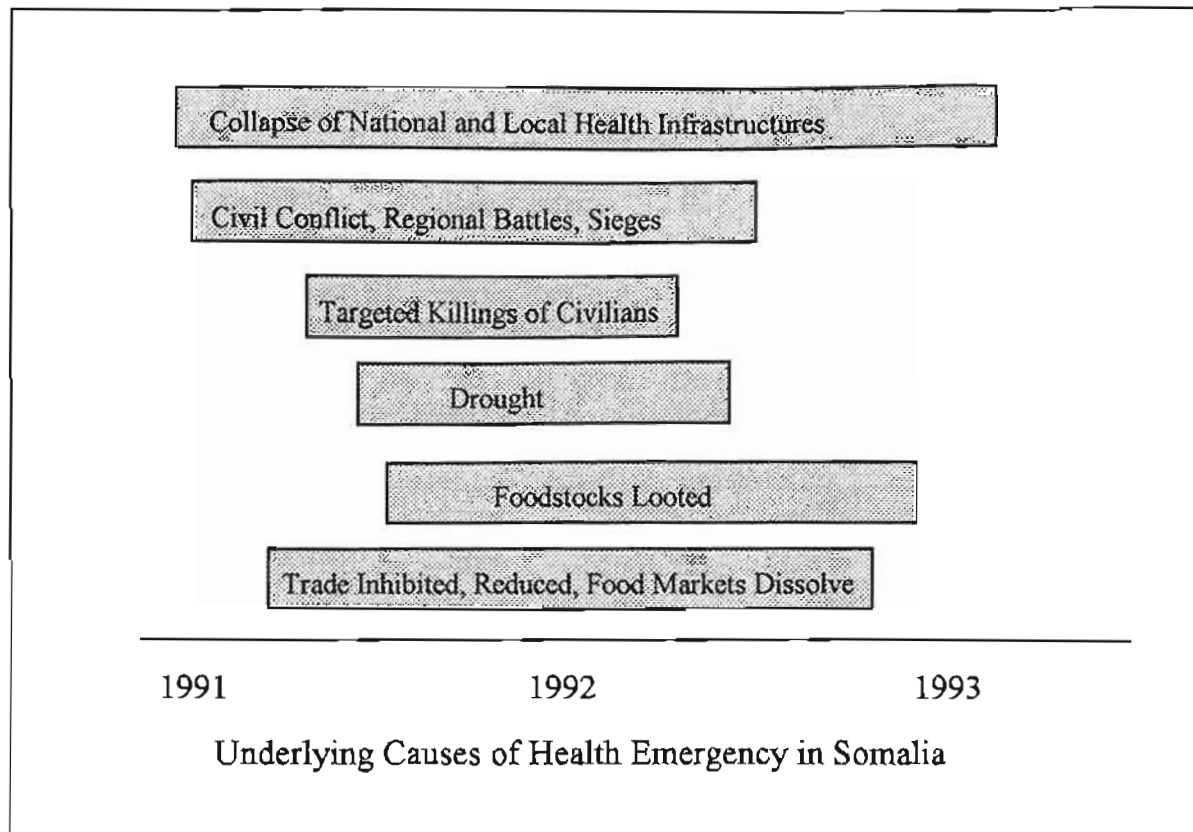 Collapse of National and Local Health Infrastructures
Civil Conflict, Regional Battles, Sieges
Targeted Killings of Civilians
Drought
Foodstocks Looted
Trade Inhibited, Reduced, Food Markets Dissolve
1991 1992 1993
Underlying Causes of Health Emergency in Somalia